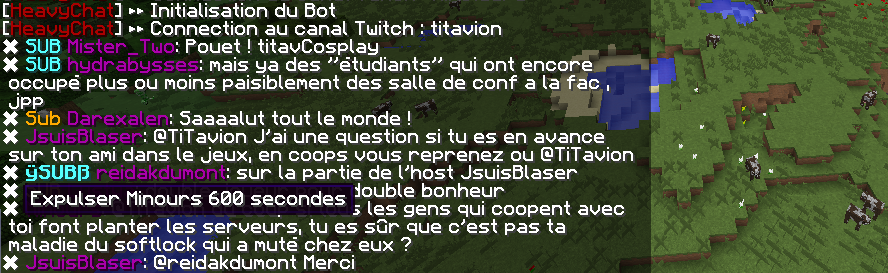 [HeavyChat] ▸▸ Initialisation du Bot
[HeavyChat] ▸▸ Connection au canal Twitch : titavion
✖ SUB Mister_Two: Pouet ! titavCosplay
✖ SUB hydrabysses: mais ya des "étudiants" qui ont encore
occupé plus ou moins paisiblement des salle de conf a la fac ,
jpp
✖ Sub Darexalen: Saaaalut tout le monde !
✖ JsuisBlaser: @TiTavion J'ai une question si tu es en avance
sur ton ami dans le jeux, en coops vous reprenez ou @TiTavion
✖ SUB reidakdumont: sur la partie de l'host JsuisBlaser
✖ double bonheur
Expulser Minours 600 secondes
✖ les gens qui coopent avec
toi font planter les serveurs, tu es sûr que c'est pas ta
maladie du softlock qui a muté chez eux ?
✖ JsuisBlaser: @reidakdumont Merci